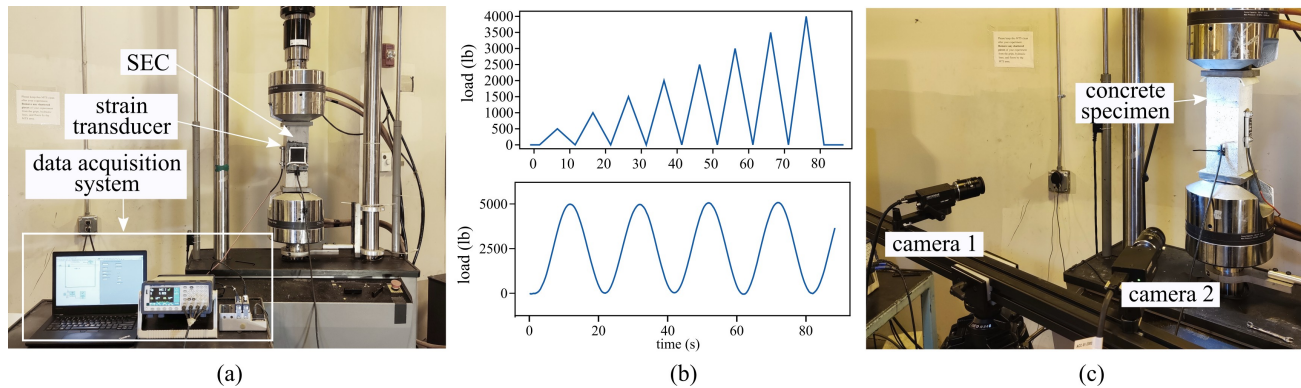 SEC
strain
transducer
data acquisition
system
(a)
load (lb)
4000
3500
3000
2500
2000
1500
1000
500
0
0
10
20
30
40
50
60
70
80
load (lb)
5000
2500
0
0
20
40
60
80
time (s)
(b)
concrete
specimen
camera 1
camera 2
(c)